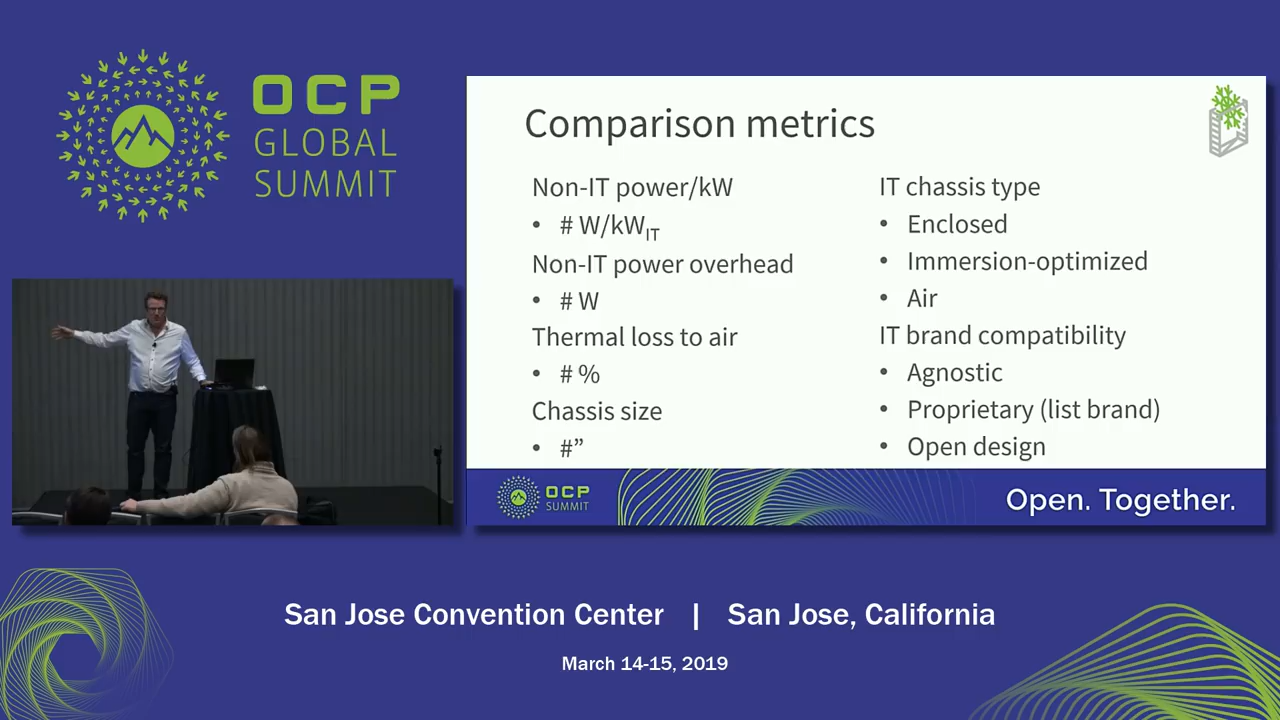 OCP
GLOBAL
SUMMIT
Comparison metrics
Non-IT power/kW
• # W/kWIT
Non-IT power overhead
• # W
Thermal loss to air
• # %
Chassis size
• #”
IT chassis type
• Enclosed
• Immersion-optimized
• Air
IT brand compatibility
• Agnostic
• Proprietary (list brand)
• Open design
OCP
SUMMIT
Open. Together.
San Jose Convention Center | San Jose, California
March 14-15, 2019